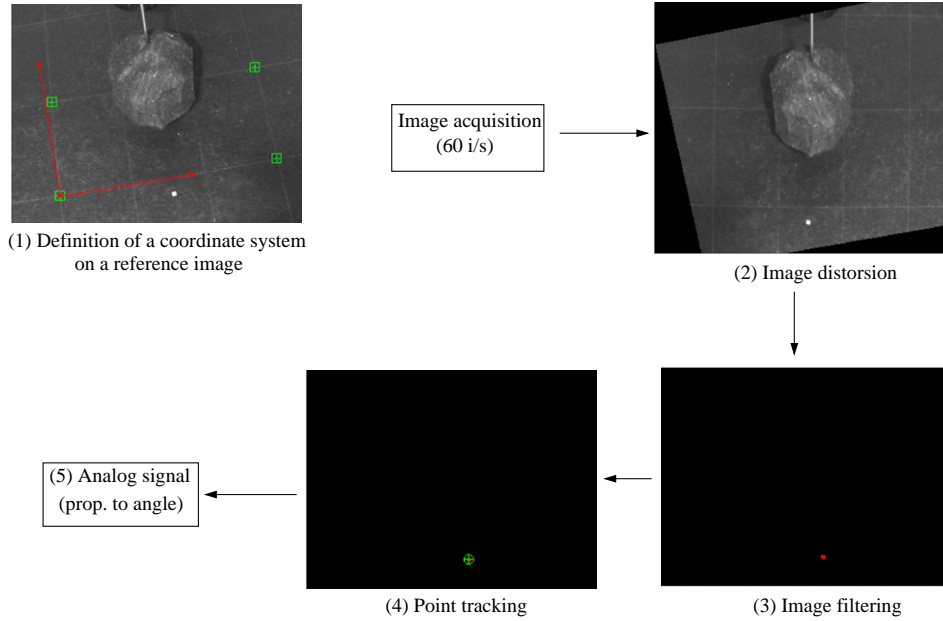 (1) Definition of a coordinate system
on a reference image
Image acquisition
(60 i/s)
(2) Image distorsion
(3) Image filtering
(4) Point tracking
(5) Analog signal
(prop. to angle)